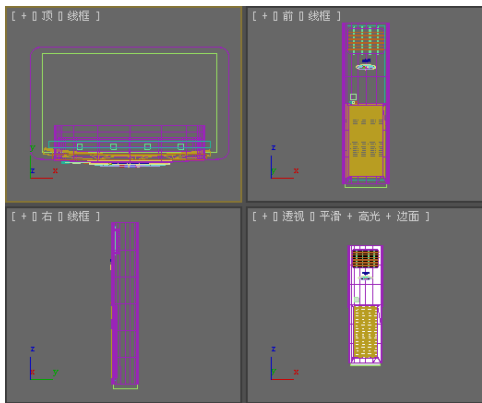 [ + ▯ 顶 ▯ 线框 ]
[ + ▯ 前 ▯ 线框 ]
[ + ▯ 右 ▯ 线框 ]
[ + ▯ 透视 ▯ 平滑 + 高光 + 边面 ]
z
x
z
x
z
x
z
x